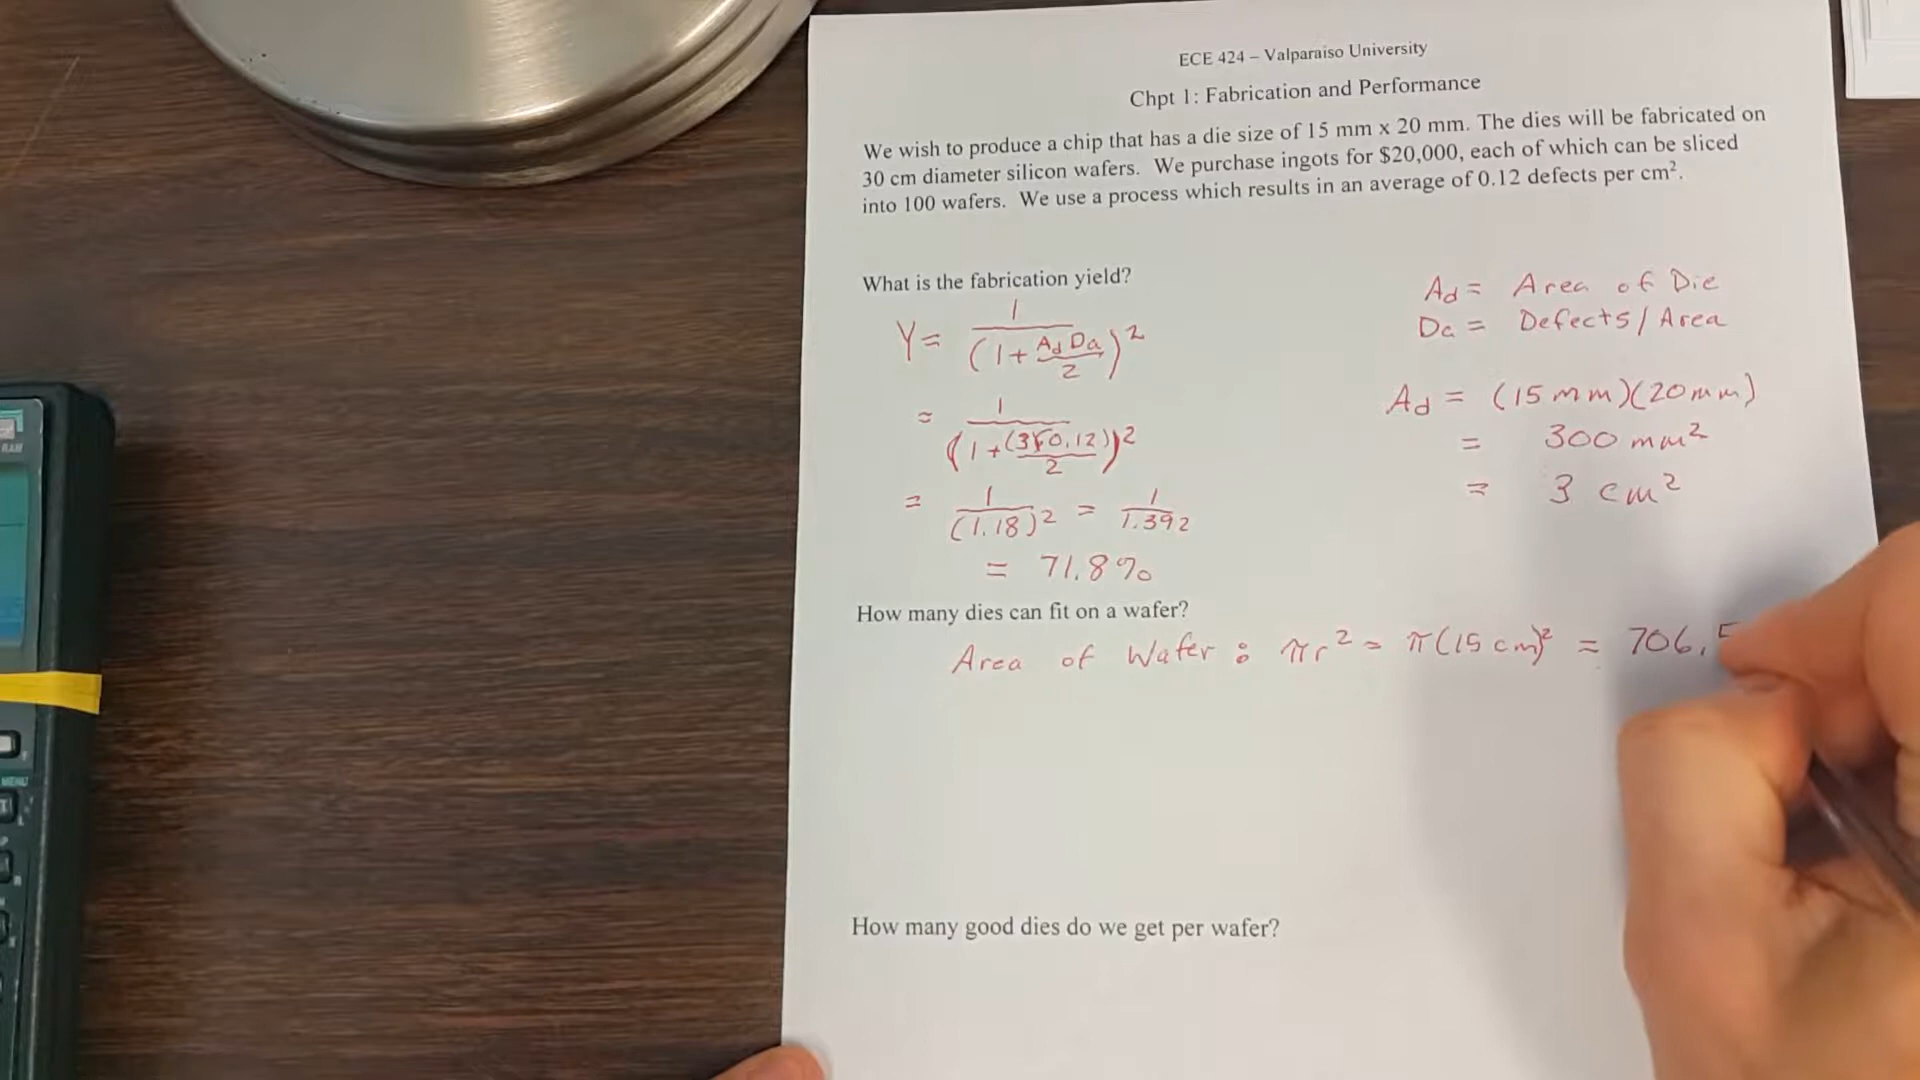 ECE 424 – Valparaiso University
Chpt 1: Fabrication and Performance
We wish to produce a chip that has a die size of 15 mm x 20 mm. The dies will be fabricated on
30 cm diameter silicon wafers. We purchase ingots for $20,000, each of which can be sliced
into 100 wafers. We use a process which results in an average of 0.12 defects per cm².
What is the fabrication yield?
Y = 1 / (1 + Ad Da / 2)²
= 1 / (1 + (3)(0.12) / 2)²
= 1 / (1.18)² = 1 / 1.392
= 71.8%
Ad = Area of Die
Da = Defects / Area
Ad = (15 mm)(20 mm)
= 300 mm²
= 3 cm²
How many dies can fit on a wafer?
Area of Wafer : πr² = π(15 cm)² = 706.5
How many good dies do we get per wafer?
RAM
MENU